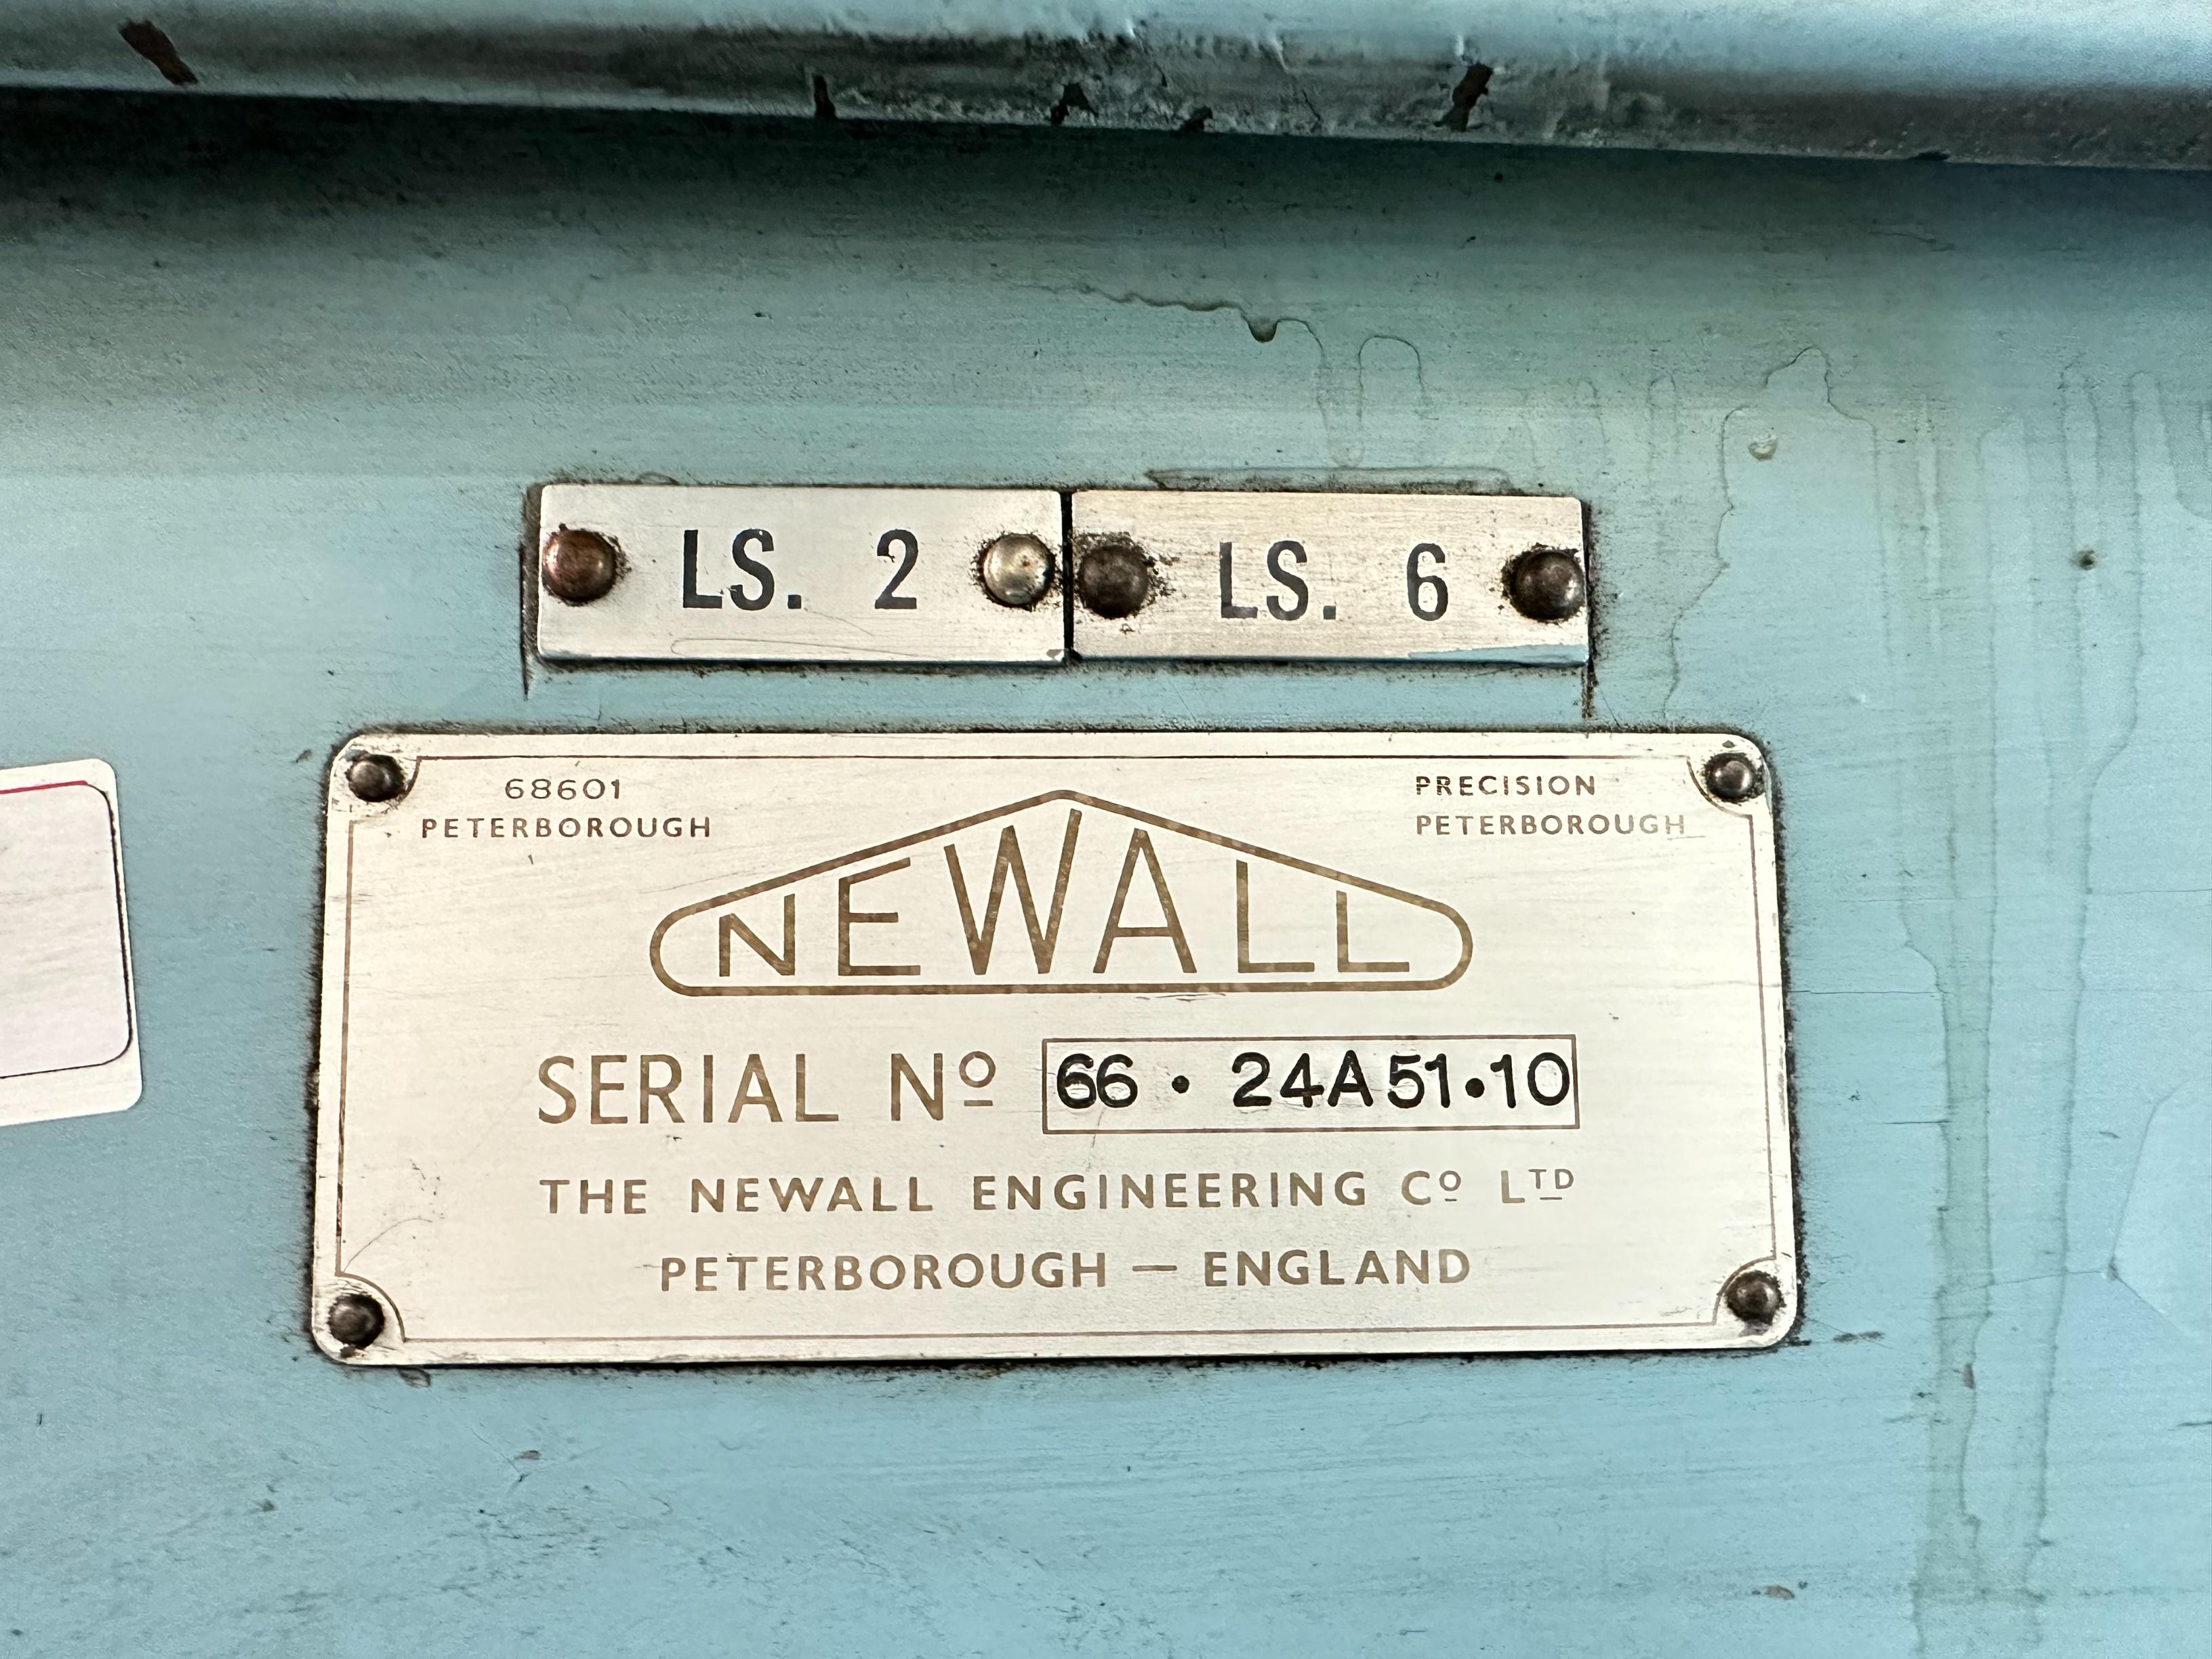 LS. 2
LS. 6
68601
PETERBOROUGH
PRECISION
PETERBOROUGH
NEWALL
SERIAL Nº 66 · 24A51·10
THE NEWALL ENGINEERING Cº LTD
PETERBOROUGH — ENGLAND